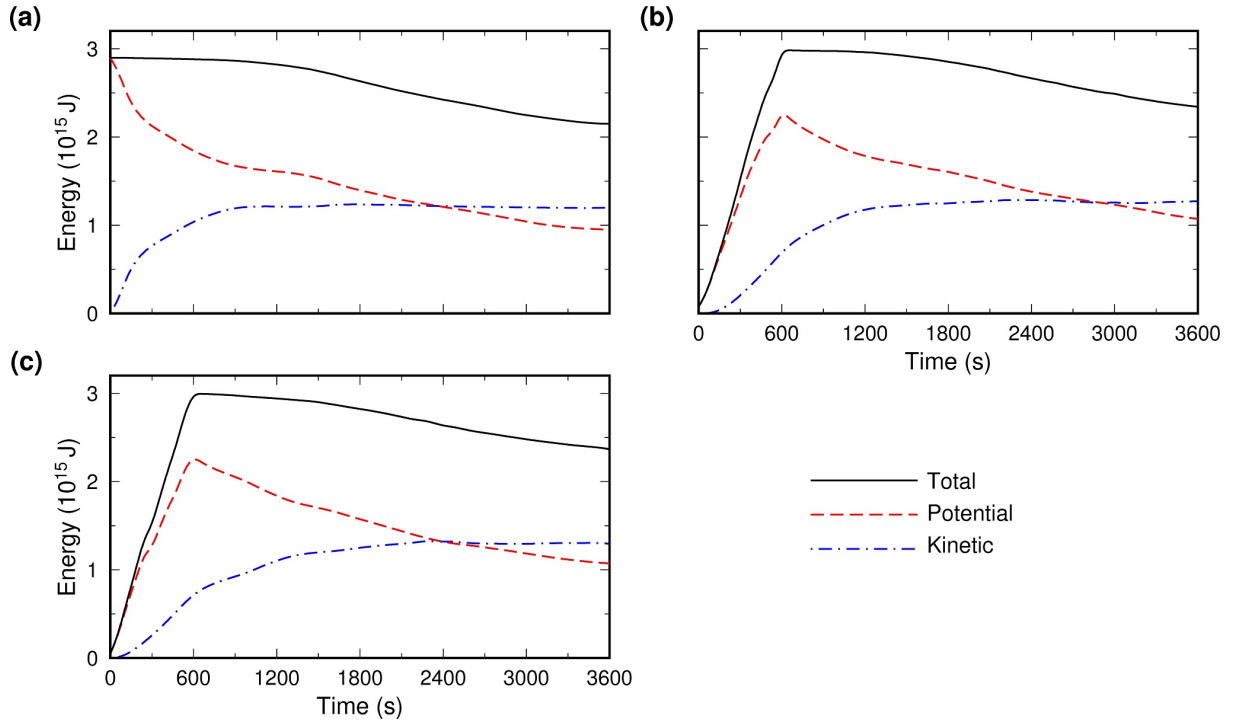 (a)
3
2
1
0
Energy (10¹⁵ J)
(b)
0 600 1200 1800 2400 3000 3600
Time (s)
(c)
3
2
1
0
Energy (10¹⁵ J)
0 600 1200 1800 2400 3000 3600
Time (s)
Total
Potential
Kinetic